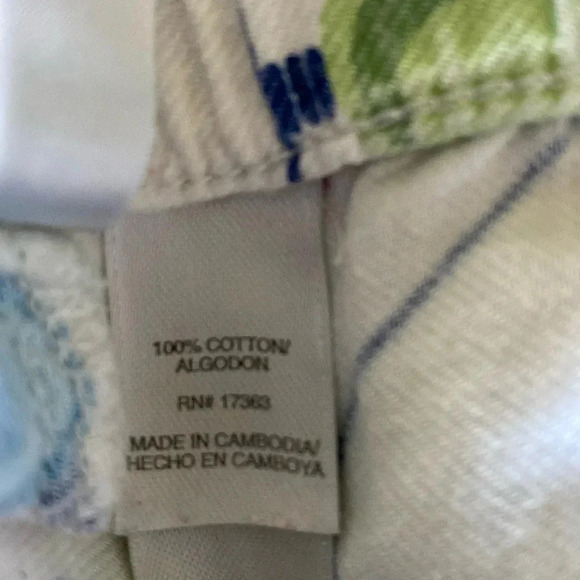 100% COTTON/
ALGODON
RN# 17363
MADE IN CAMBODIA/
HECHO EN CAMBOYA